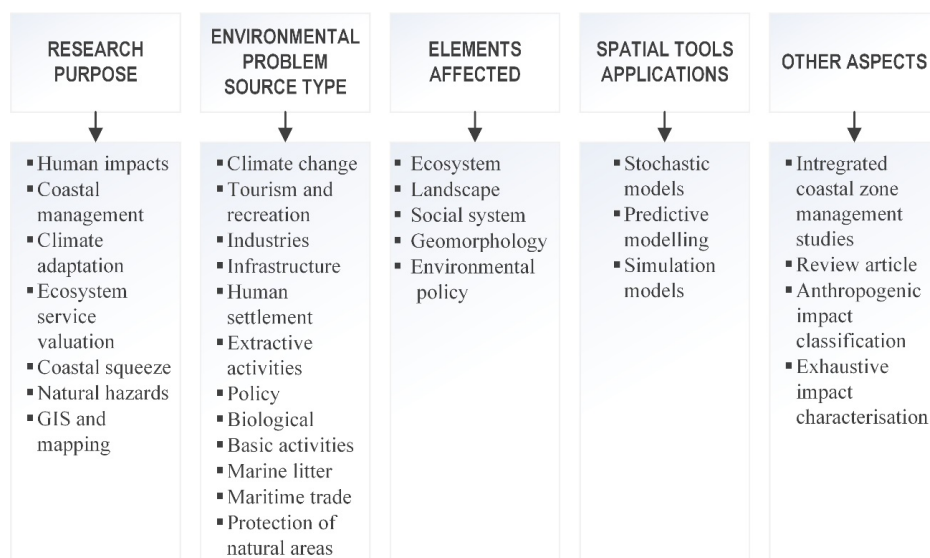 RESEARCH
PURPOSE
ENVIRONMENTAL
PROBLEM
SOURCE TYPE
ELEMENTS
AFFECTED
SPATIAL TOOLS
APPLICATIONS
OTHER ASPECTS
▪ Human impacts
▪ Coastal
management
▪ Climate
adaptation
▪ Ecosystem
service
valuation
▪ Coastal squeeze
▪ Natural hazards
▪ GIS and
mapping
▪ Climate change
▪ Tourism and
recreation
▪ Industries
▪ Infrastructure
▪ Human
settlement
▪ Extractive
activities
▪ Policy
▪ Biological
▪ Basic activities
▪ Marine litter
▪ Maritime trade
▪ Protection of
natural areas
▪ Ecosystem
▪ Landscape
▪ Social system
▪ Geomorphology
▪ Environmental
policy
▪ Stochastic
models
▪ Predictive
modelling
▪ Simulation
models
▪ Intregrated
coastal zone
management
studies
▪ Review article
▪ Anthropogenic
impact
classification
▪ Exhaustive
impact
characterisation